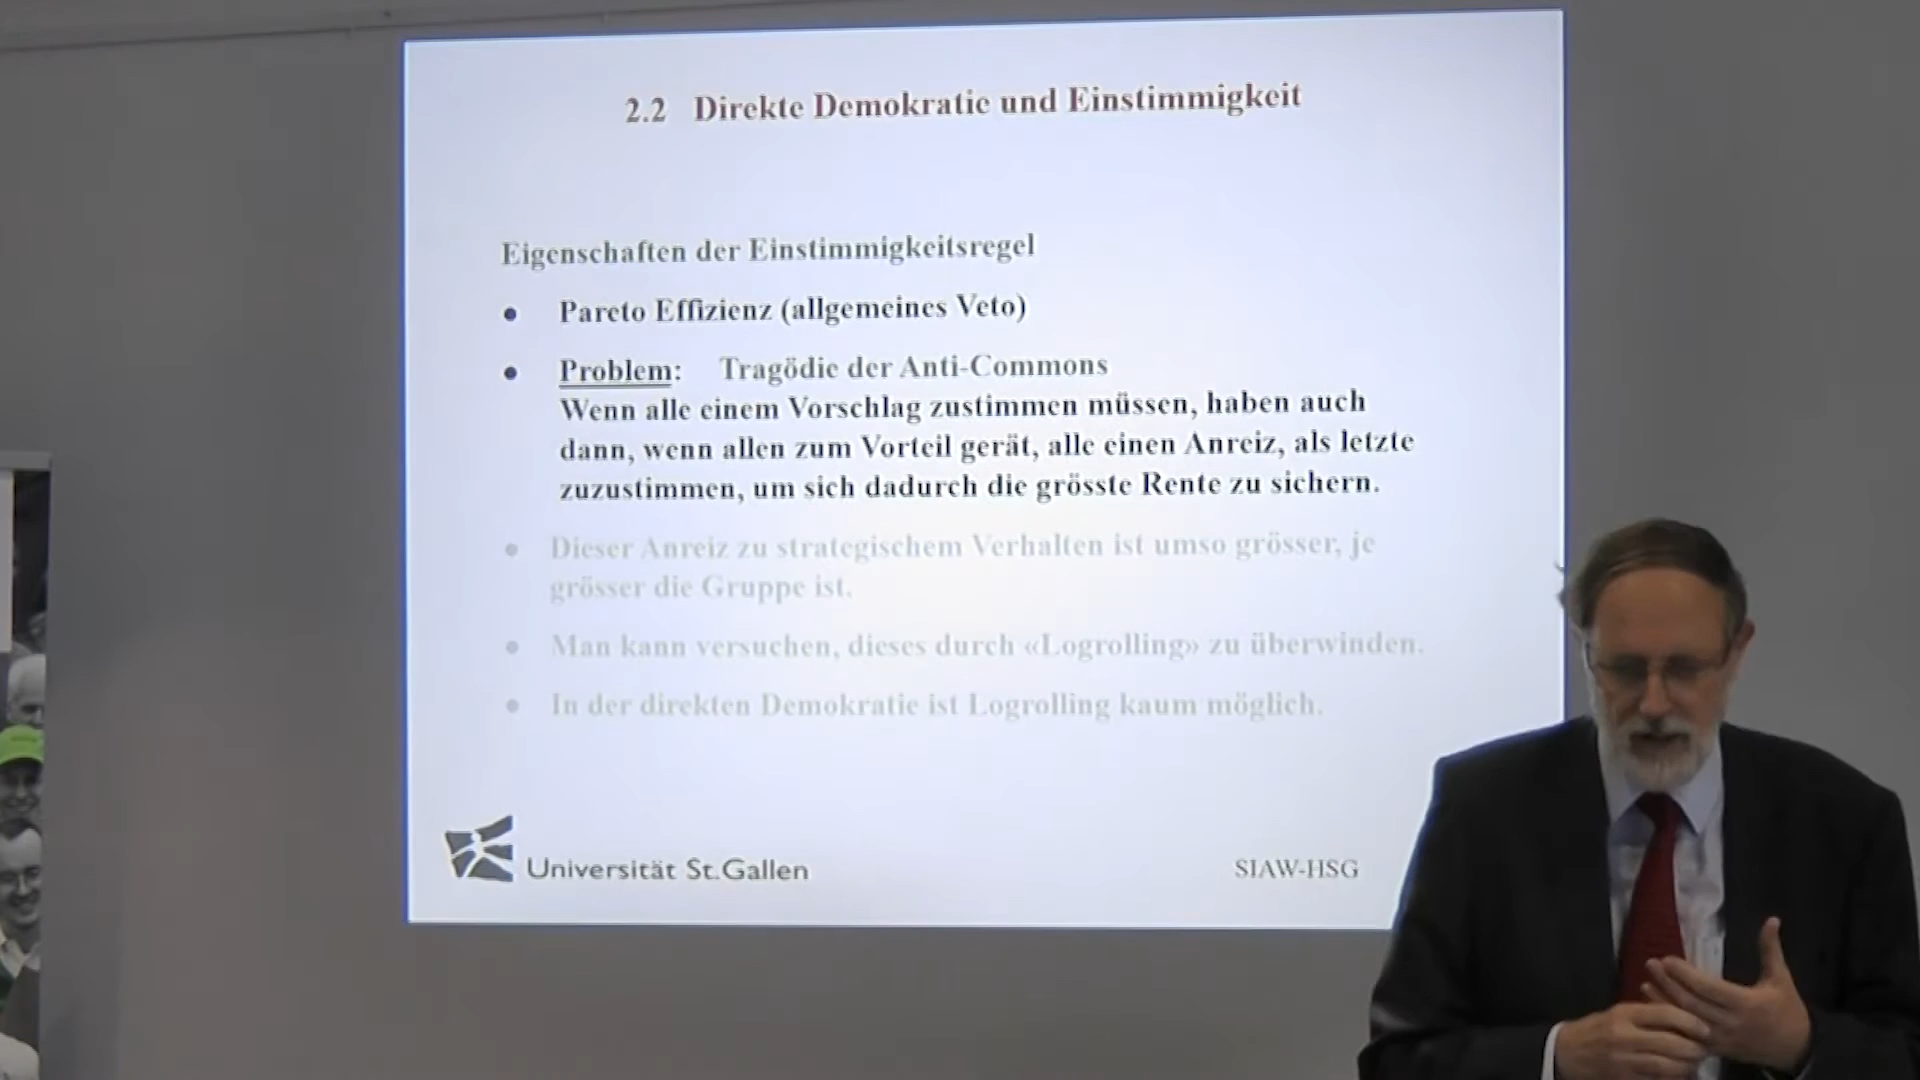 2.2 Direkte Demokratie und Einstimmigkeit
Eigenschaften der Einstimmigkeitsregel
• Pareto Effizienz (allgemeines Veto)
• Problem: Tragödie der Anti-Commons
Wenn alle einem Vorschlag zustimmen müssen, haben auch
dann, wenn allen zum Vorteil gerät, alle einen Anreiz, als letzte
zuzustimmen, um sich dadurch die grösste Rente zu sichern.
• Dieser Anreiz zu strategischem Verhalten ist umso grösser, je
grösser die Gruppe ist.
• Man kann versuchen, dieses durch «Logrolling» zu überwinden.
• In der direkten Demokratie ist Logrolling kaum möglich.
Universität St.Gallen
SIAW-HSG